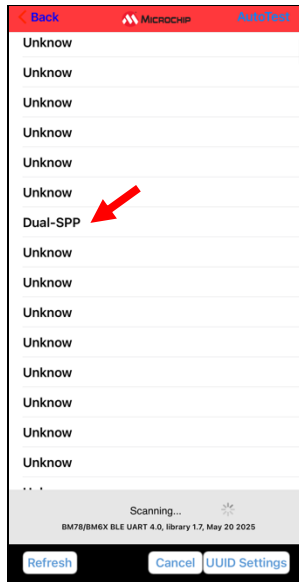 Back
MICROCHIP
AutoTest
Unknow
Unknow
Unknow
Unknow
Unknow
Unknow
Dual-SPP
Unknow
Unknow
Unknow
Unknow
Unknow
Unknow
Unknow
Unknow
Scanning...
BM78/BM6X BLE UART 4.0, library 1.7, May 20 2025
Refresh
Cancel
UUID Settings